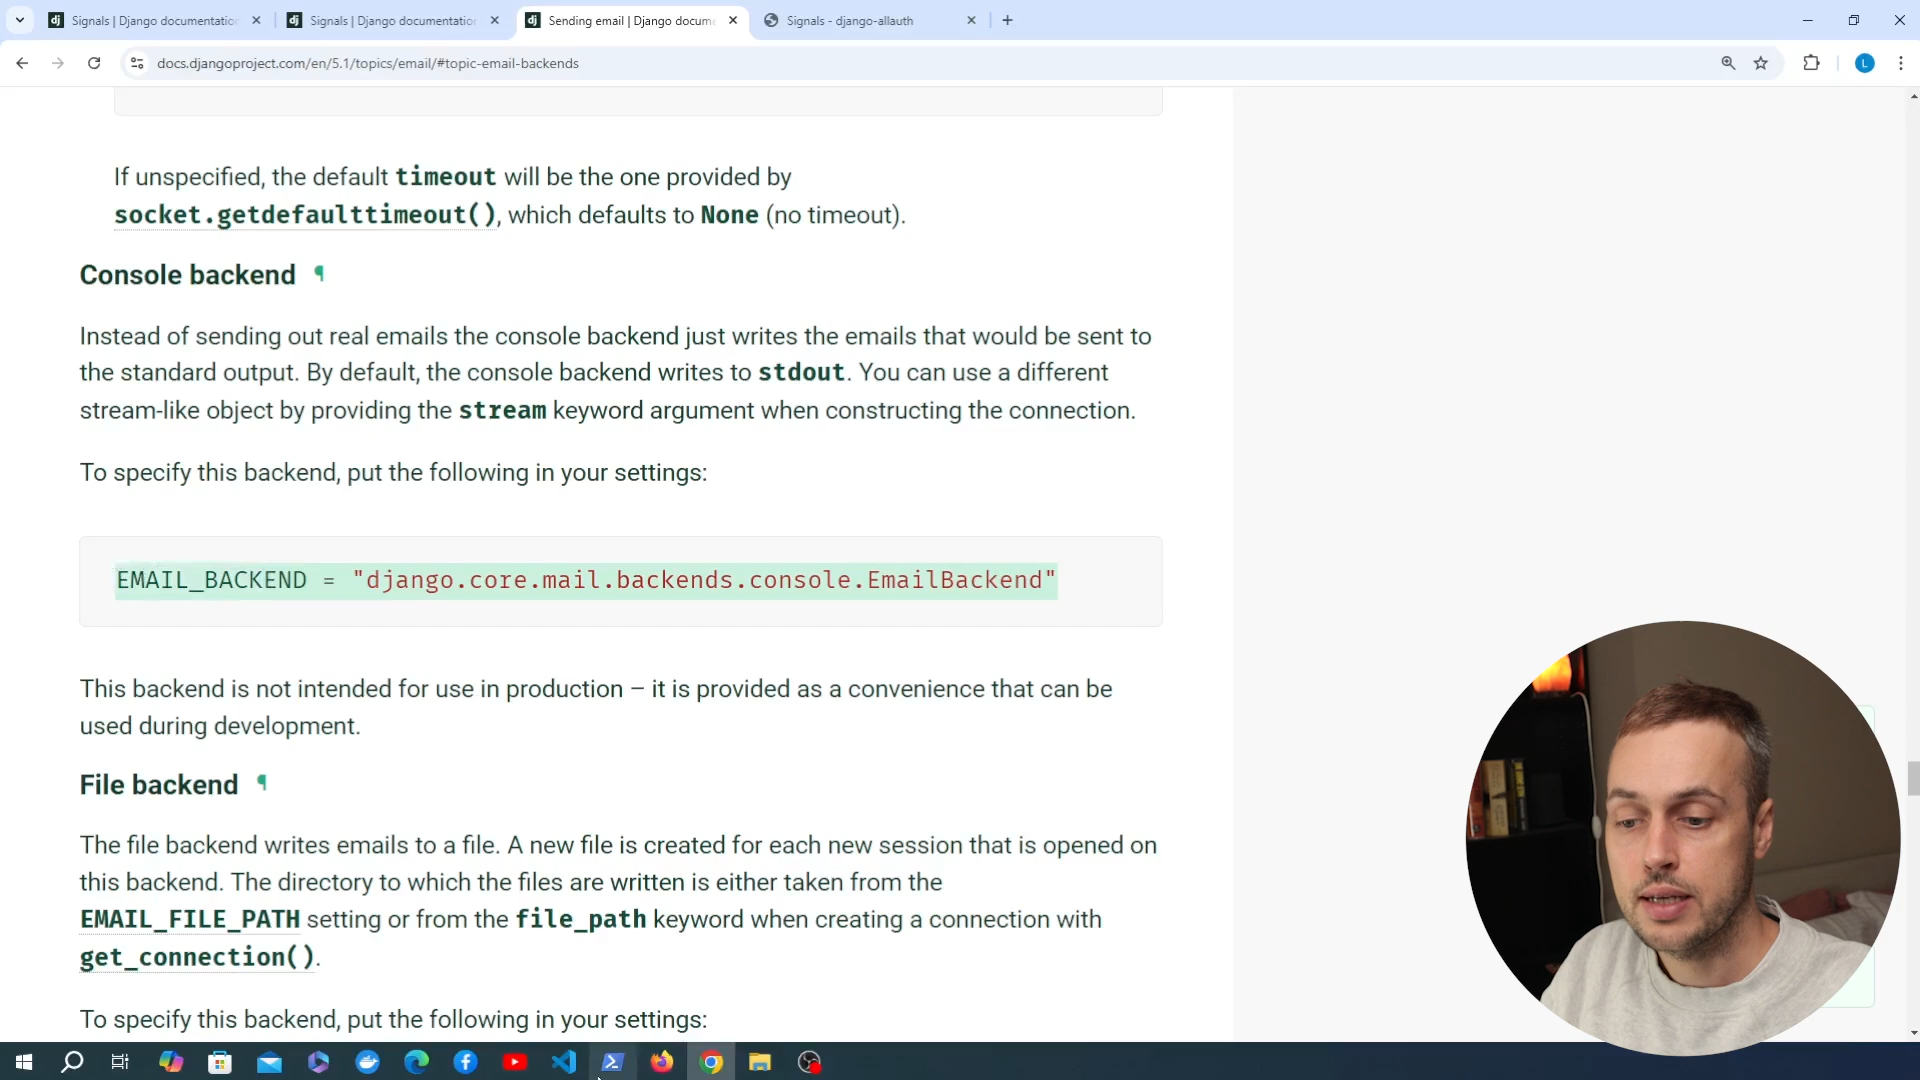 Signals | Django documentatio
Signals | Django documentatio
Sending email | Django docume
Signals - django-allauth
docs.djangoproject.com/en/5.1/topics/email/#topic-email-backends
L
If unspecified, the default timeout will be the one provided by
socket.getdefaulttimeout(), which defaults to None (no timeout).
Console backend ¶
Instead of sending out real emails the console backend just writes the emails that would be sent to
the standard output. By default, the console backend writes to stdout. You can use a different
stream-like object by providing the stream keyword argument when constructing the connection.
To specify this backend, put the following in your settings:
EMAIL_BACKEND = "django.core.mail.backends.console.EmailBackend"
This backend is not intended for use in production – it is provided as a convenience that can be
used during development.
File backend ¶
The file backend writes emails to a file. A new file is created for each new session that is opened on
this backend. The directory to which the files are written is either taken from the
EMAIL_FILE_PATH setting or from the file_path keyword when creating a connection with
get_connection().
To specify this backend, put the following in your settings: